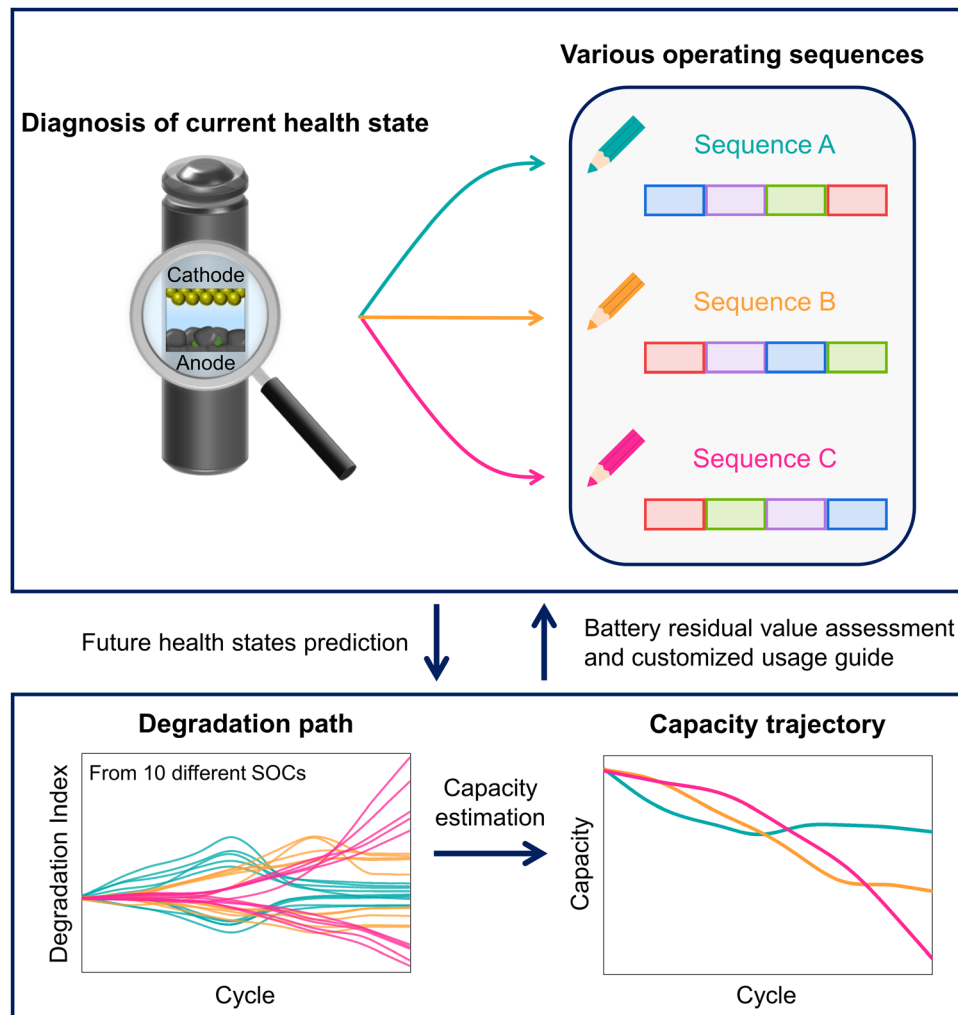 Various operating sequences
Diagnosis of current health state
Sequence A
Cathode
Anode
Sequence B
Sequence C
Future health states prediction
Battery residual value assessment
and customized usage guide
Degradation path
From 10 different SOCs
Degradation Index
Cycle
Capacity
estimation
Capacity trajectory
Capacity
Cycle